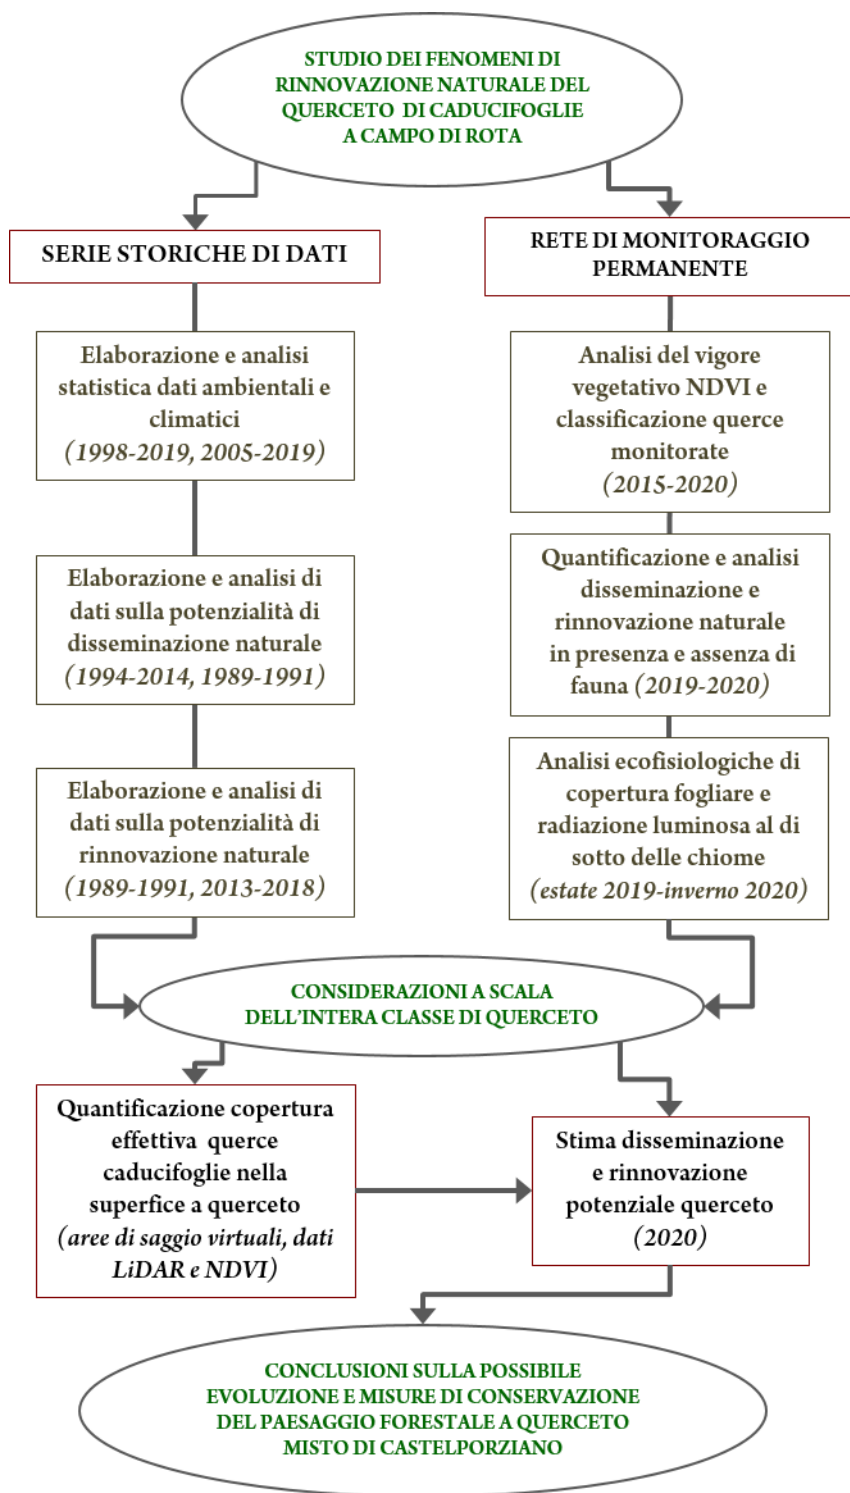 STUDIO DEI FENOMENI DI
RINNOVAZIONE NATURALE DEL
QUERCETO DI CADUCIFOGLIE
A CAMPO DI ROTA
SERIE STORICHE DI DATI
Elaborazione e analisi
statistica dati ambientali e
climatici
(1998-2019, 2005-2019)
Elaborazione e analisi di
dati sulla potenzialità di
disseminazione naturale
(1994-2014, 1989-1991)
Elaborazione e analisi di
dati sulla potenzialità di
rinnovazione naturale
(1989-1991, 2013-2018)
RETE DI MONITORAGGIO
PERMANENTE
Analisi del vigore
vegetativo NDVI e
classificazione querce
monitorate
(2015-2020)
Quantificazione e analisi
disseminazione e
rinnovazione naturale
in presenza e assenza di
fauna (2019-2020)
Analisi ecofisiologiche di
copertura fogliare e
radiazione luminosa al di
sotto delle chiome
(estate 2019-inverno 2020)
CONSIDERAZIONI A SCALA
DELL'INTERA CLASSE DI QUERCETO
Quantificazione copertura
effettiva querce
caducifoglie nella
superfice a querceto
(aree di saggio virtuali, dati
LiDAR e NDVI)
Stima disseminazione
e rinnovazione
potenziale querceto
(2020)
CONCLUSIONI SULLA POSSIBILE
EVOLUZIONE E MISURE DI CONSERVAZIONE
DEL PAESAGGIO FORESTALE A QUERCETO
MISTO DI CASTELPORZIANO